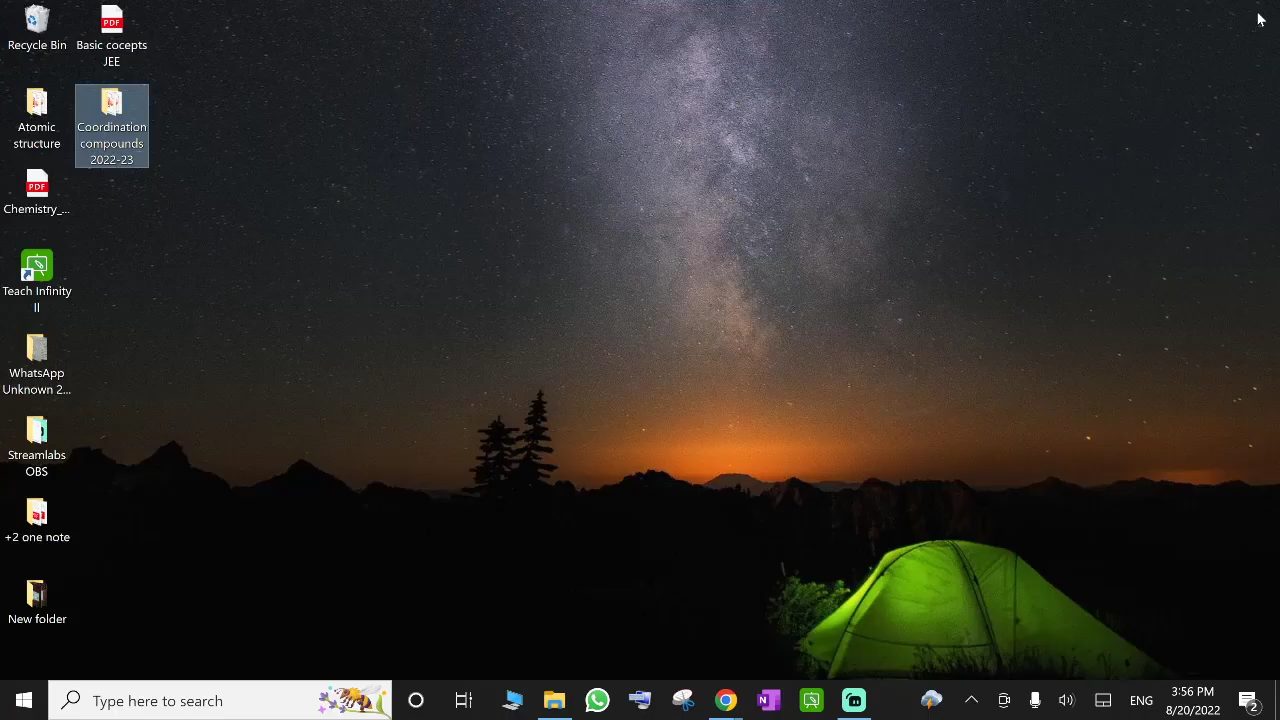 Recycle Bin
PDF
Basic cocepts
JEE
Atomic
structure
Coordination
compounds
2022-23
PDF
Chemistry_...
Teach Infinity
II
WhatsApp
Unknown 2...
Streamlabs
OBS
+2 one note
New folder
Type here to search
ENG
3:56 PM
8/20/2022
2